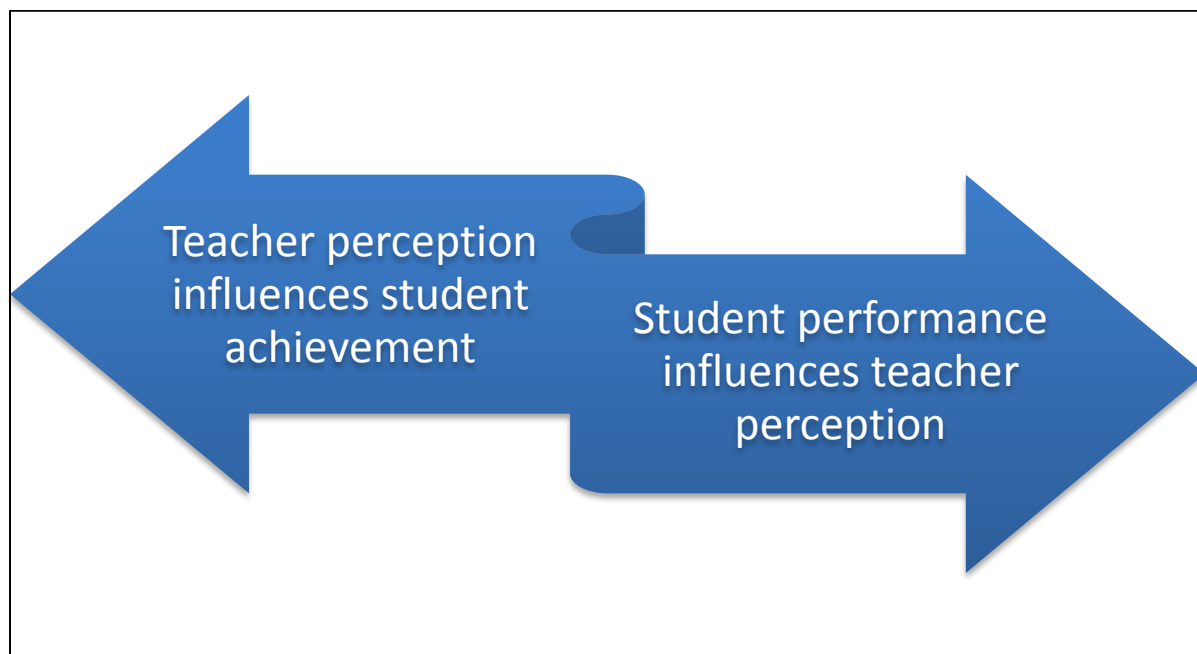 Teacher perception
influences student
achievement
Student performance
influences teacher
perception